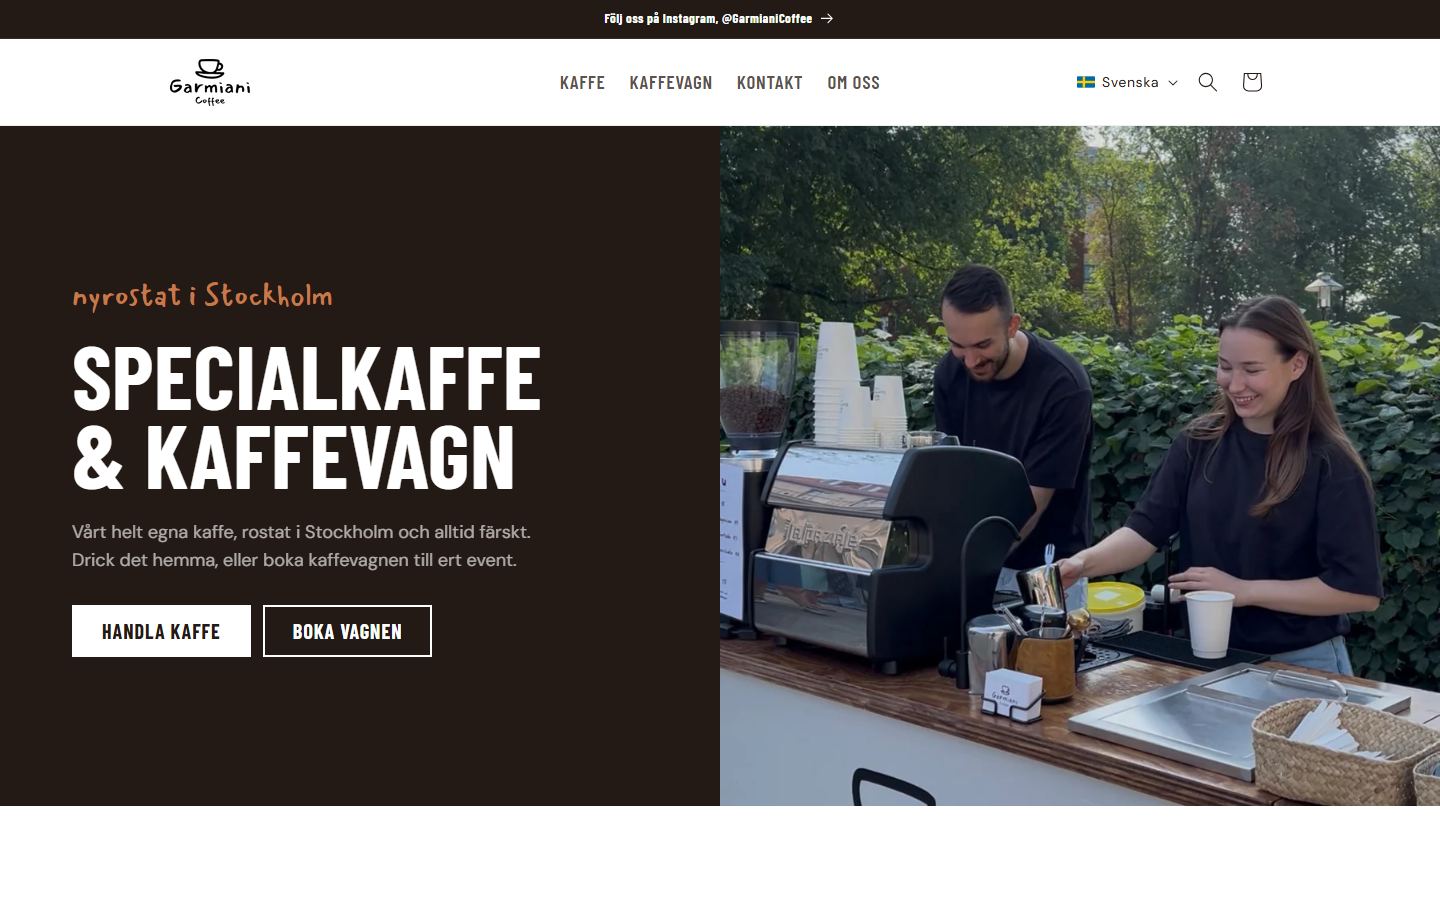 Följ oss på Instagram, @GarmianiCoffee
Garmiani
Coffee
KAFFE
KAFFEVAGN
KONTAKT
OM OSS
Svenska
nyrostat i Stockholm
SPECIALKAFFE
& KAFFEVAGN
Vårt helt egna kaffe, rostat i Stockholm och alltid färskt.
Drick det hemma, eller boka kaffevagnen till ert event.
HANDLA KAFFE
BOKA VAGNEN
Garmiani